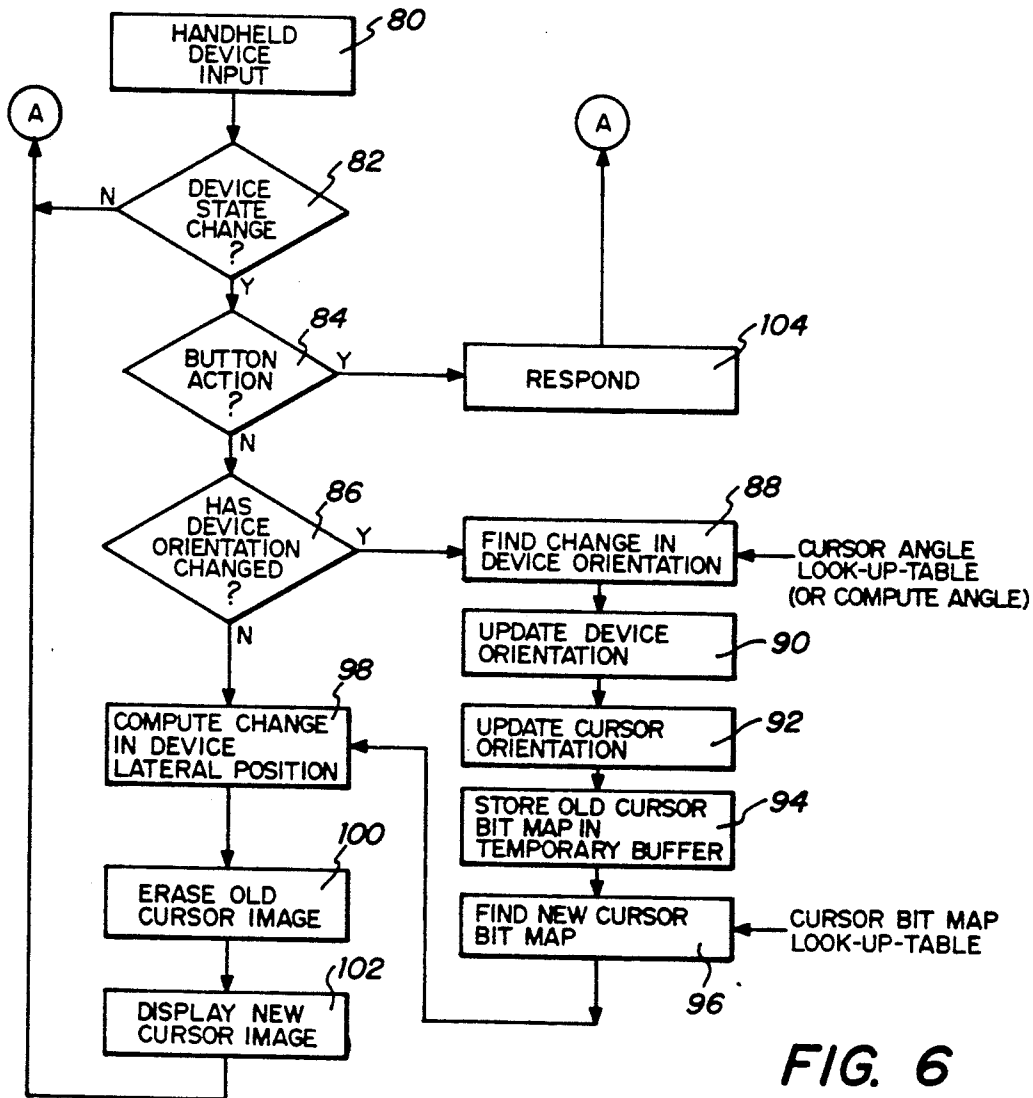 80
HANDHELD
DEVICE
INPUT
A
A
82
N
DEVICE
STATE
CHANGE
?
Y
84
BUTTON
ACTION
?
Y
N
104
RESPOND
86
HAS
DEVICE
ORIENTATION
CHANGED
?
Y
N
88
FIND CHANGE IN
DEVICE ORIENTATION
CURSOR ANGLE
LOOK-UP-TABLE
(OR COMPUTE ANGLE)
UPDATE DEVICE
ORIENTATION
90
98
COMPUTE CHANGE
IN DEVICE
LATERAL POSITION
UPDATE CURSOR
ORIENTATION
92
STORE OLD CURSOR
BIT MAP IN
TEMPORARY BUFFER
94
100
ERASE OLD
CURSOR IMAGE
FIND NEW CURSOR
BIT MAP
CURSOR BIT MAP
LOOK-UP-TABLE
96
102
DISPLAY NEW
CURSOR IMAGE
FIG. 6